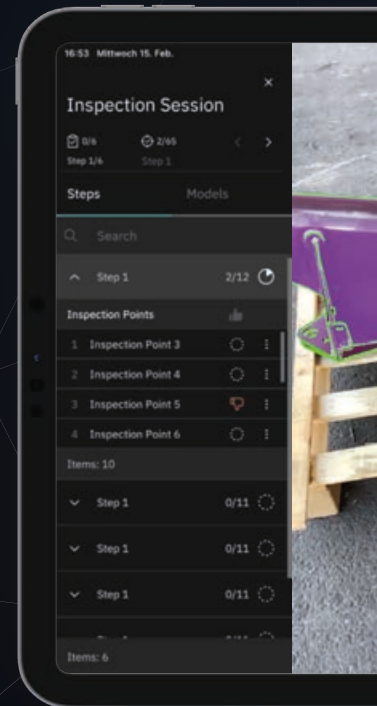 16:53 Mittwoch 15. Feb.
Inspection Session
0/6 2/65
Step 1/6 Step 1
Steps Models
Search
Step 1 2/12
Inspection Points
1 Inspection Point 3
2 Inspection Point 4
3 Inspection Point 5
4 Inspection Point 6
Items: 10
Step 1 0/11
Step 1 0/11
Step 1 0/11
Items: 6